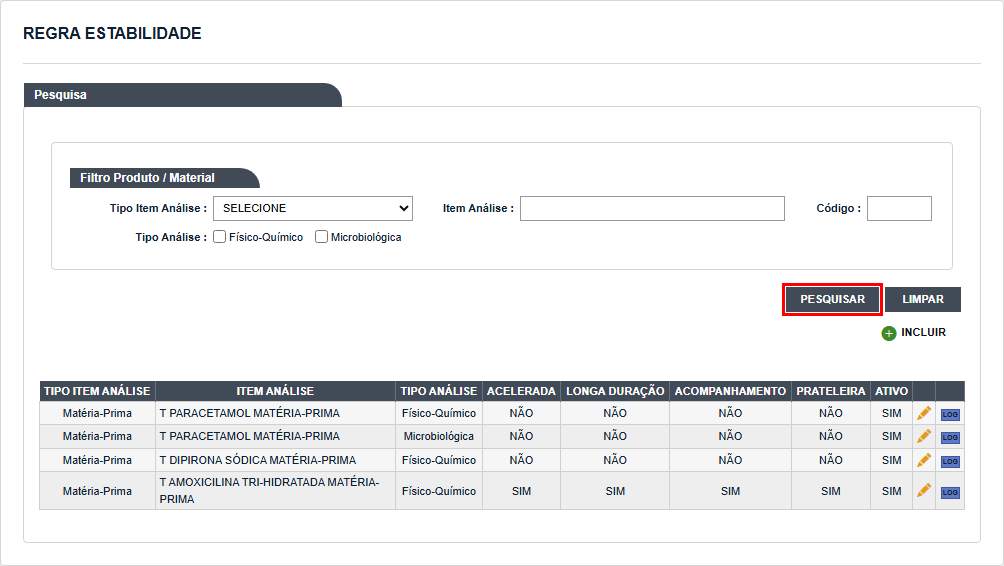 REGRA ESTABILIDADE
Pesquisa
Filtro Produto / Material
Tipo Item Análise : SELECIONE Item Análise : Código :
Tipo Análise : Físico-Químico Microbiológica
PESQUISAR LIMPAR
INCLUIR
TIPO ITEM ANÁLISE ITEM ANÁLISE TIPO ANÁLISE ACELERADA LONGA DURAÇÃO ACOMPANHAMENTO PRATELEIRA ATIVO
Matéria-Prima T PARACETAMOL MATÉRIA-PRIMA Físico-Químico NÃO NÃO NÃO NÃO SIM LOG
Matéria-Prima T PARACETAMOL MATÉRIA-PRIMA Microbiológica NÃO NÃO NÃO NÃO SIM LOG
Matéria-Prima T DIPIRONA SÓDICA MATÉRIA-PRIMA Físico-Químico NÃO NÃO NÃO NÃO SIM LOG
Matéria-Prima T AMOXICILINA TRI-HIDRATADA MATÉRIA-
PRIMA Físico-Químico SIM SIM SIM SIM SIM LOG